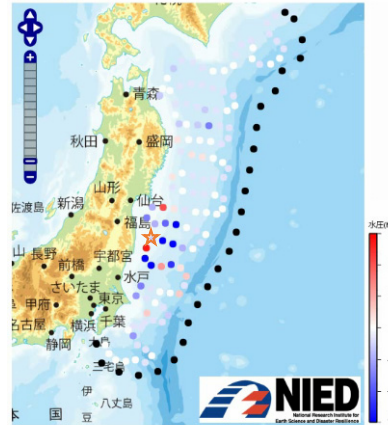 青森
秋田
盛岡
山形
仙台
佐渡島
新潟
福島
山
長野
宇都宮
前橋
水戸
さいたま
甲府
東京
名古屋
横浜
千葉
静岡
三宅島
伊
豆
八丈島
本 国
水圧(
NIED
National Research Institute for
Earth Science and Disaster Resilience